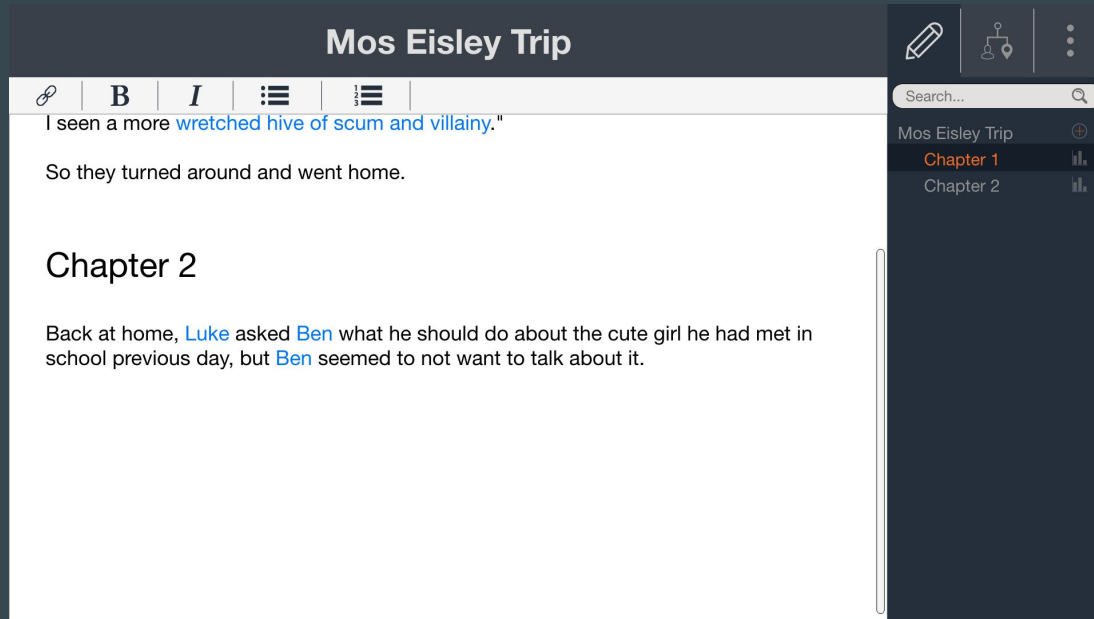 Mos Eisley Trip
B I
1
2
3
I seen a more wretched hive of scum and villainy."
So they turned around and went home.
Chapter 2
Back at home, Luke asked Ben what he should do about the cute girl he had met in
school previous day, but Ben seemed to not want to talk about it.
Search...
Mos Eisley Trip
Chapter 1
Chapter 2